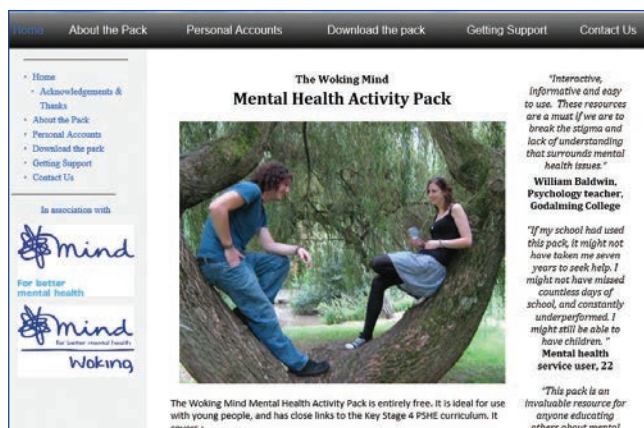 Home About the Pack Personal Accounts Download the pack Getting Support Contact Us
Home
Acknowledgements &
Thanks
About the Pack
Personal Accounts
Download the pack
Getting Support
Contact Us
In association with
mind
For better
mental health
mind
for better mental health
Woking
The Woking Mind
Mental Health Activity Pack
The Woking Mind Mental Health Activity Pack is entirely free. It is ideal for use
with young people, and has close links to the Key Stage 4 PSHE curriculum. It
covers :
"Interactive,
informative and easy
to use. These resources
are a must if we are to
break the stigma and
lack of understanding
that surrounds mental
health issues."
William Baldwin,
Psychology teacher,
Godalming College
"If my school had used
this pack, it might not
have taken me seven
years to seek help. I
might not have missed
countless days of
school, and constantly
underperformed. I
might still be able to
have children. "
Mental health
service user, 22
"This pack is an
invaluable resource for
anyone educating
others about mental